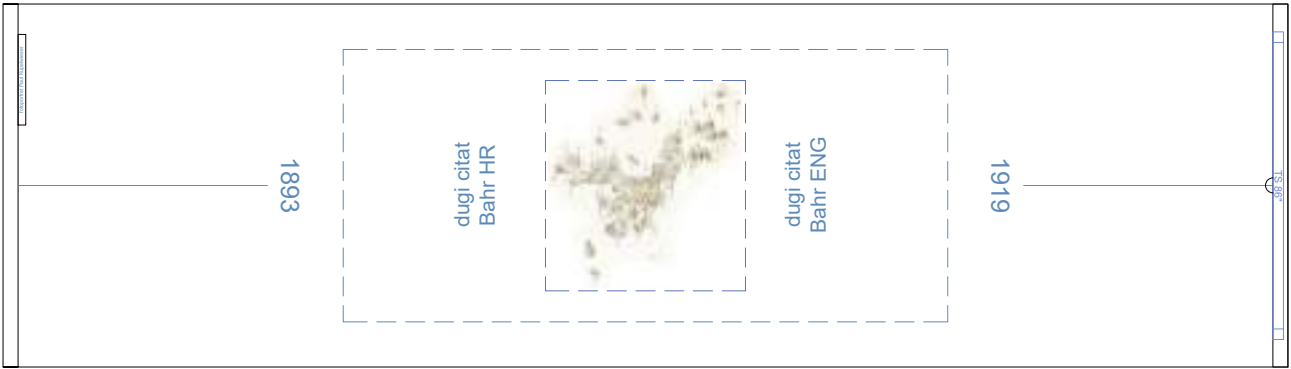 1893
dugi citat
Bahr HR
dugi citat
Bahr ENG
1919
TS 86"